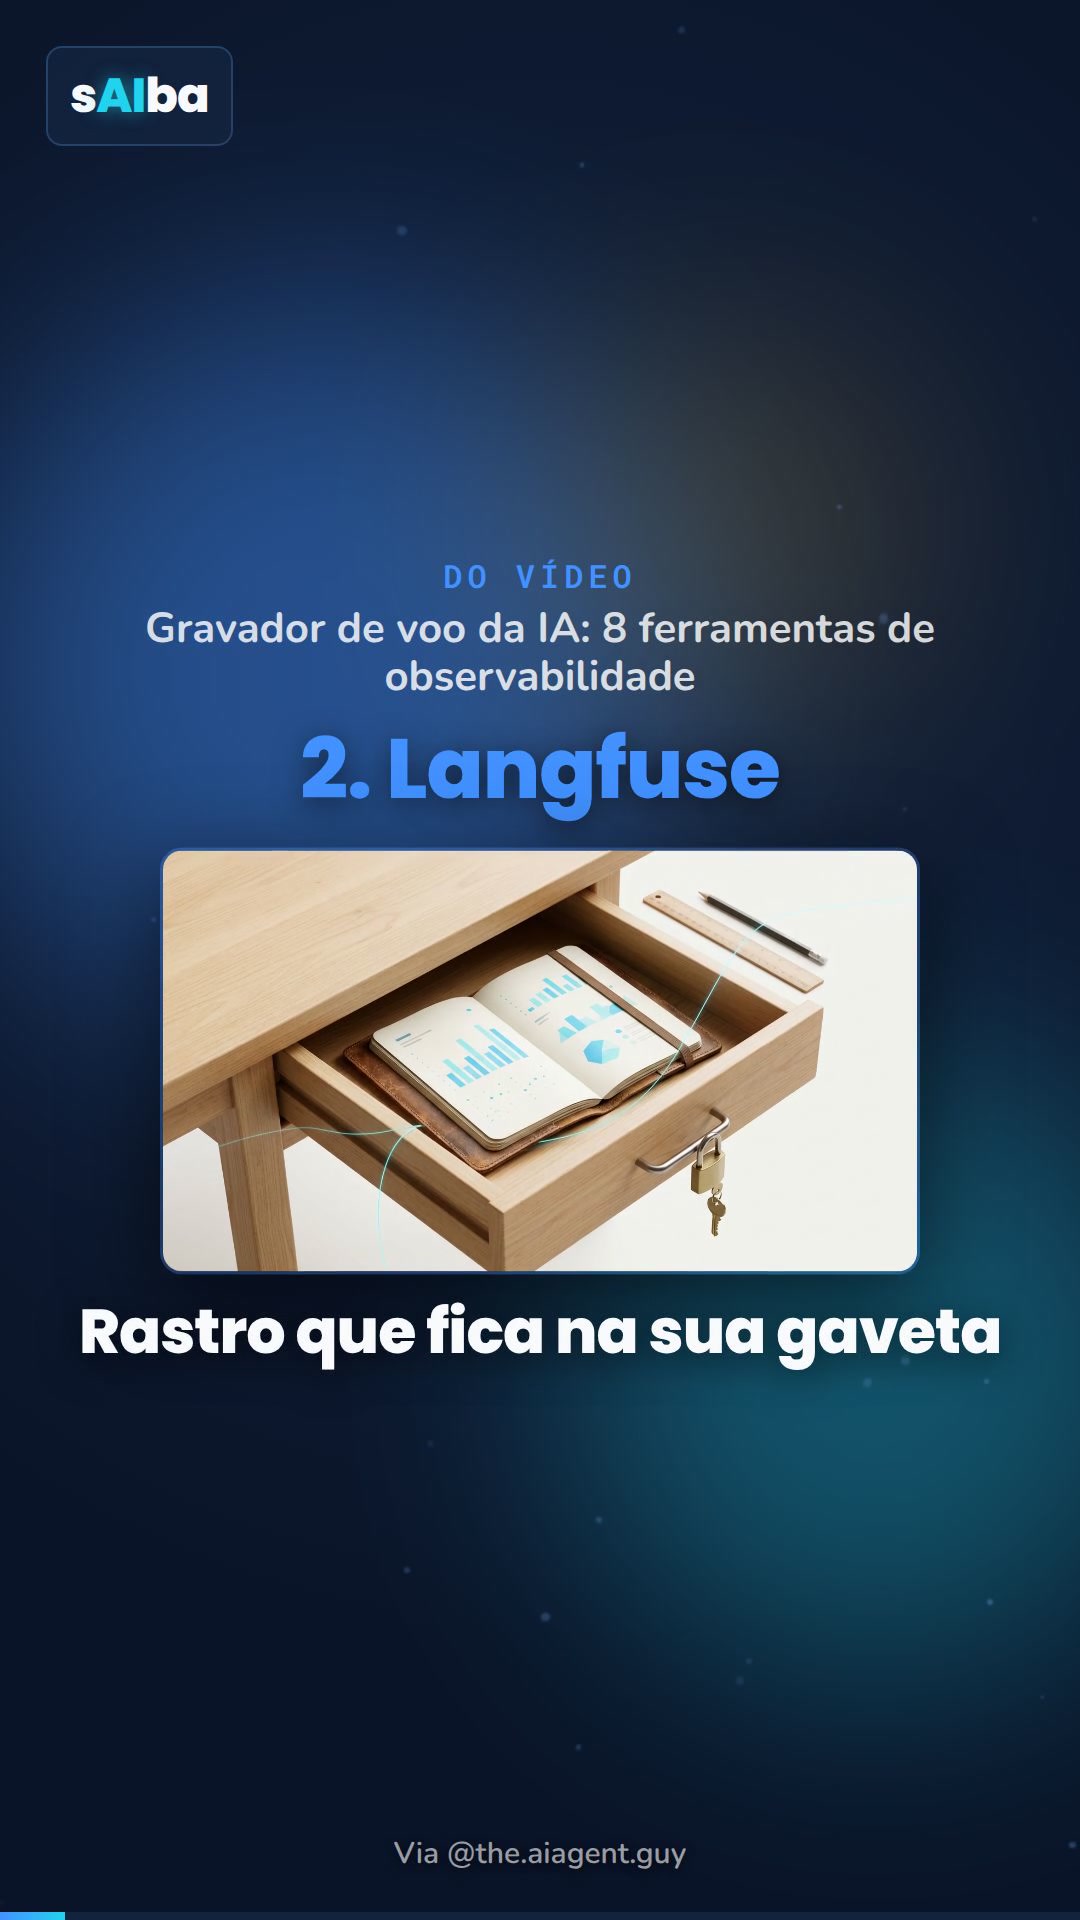 sAIba
DO VÍDEO
Gravador de voo da IA: 8 ferramentas de
observabilidade
2. Langfuse
Rastro que fica na sua gaveta
Via @the.aiagent.guy